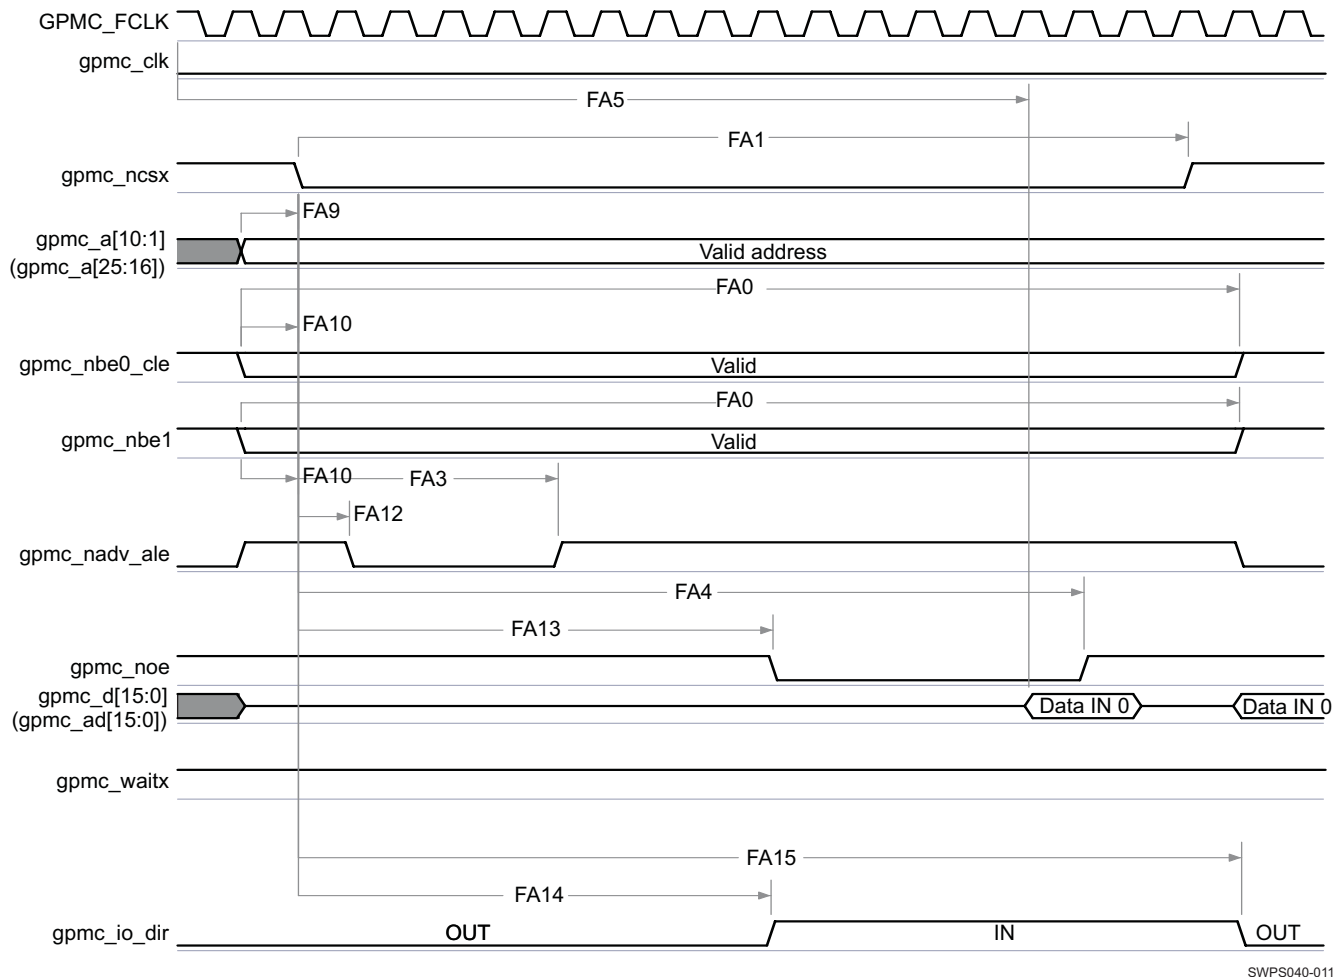 GPMC_FCLK
gpmc_clk
FA5
FA1
gpmc_ncsx
FA9
gpmc_a[10:1]
(gpmc_a[25:16])
Valid address
FA0
FA10
gpmc_nbe0_cle
Valid
FA0
gpmc_nbe1
Valid
FA10 FA3
FA12
gpmc_nadv_ale
FA4
FA13
gpmc_noe
gpmc_d[15:0]
(gpmc_ad[15:0])
Data IN 0 Data IN 0
gpmc_waitx
FA15
FA14
gpmc_io_dir OUT IN OUT
SWPS040-011